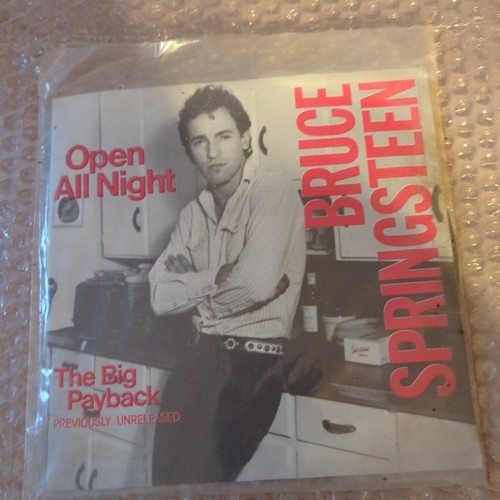 Open
All Night
BRUCE
SPRINGSTEEN
The Big
Payback
PREVIOUSLY UNRELEASED